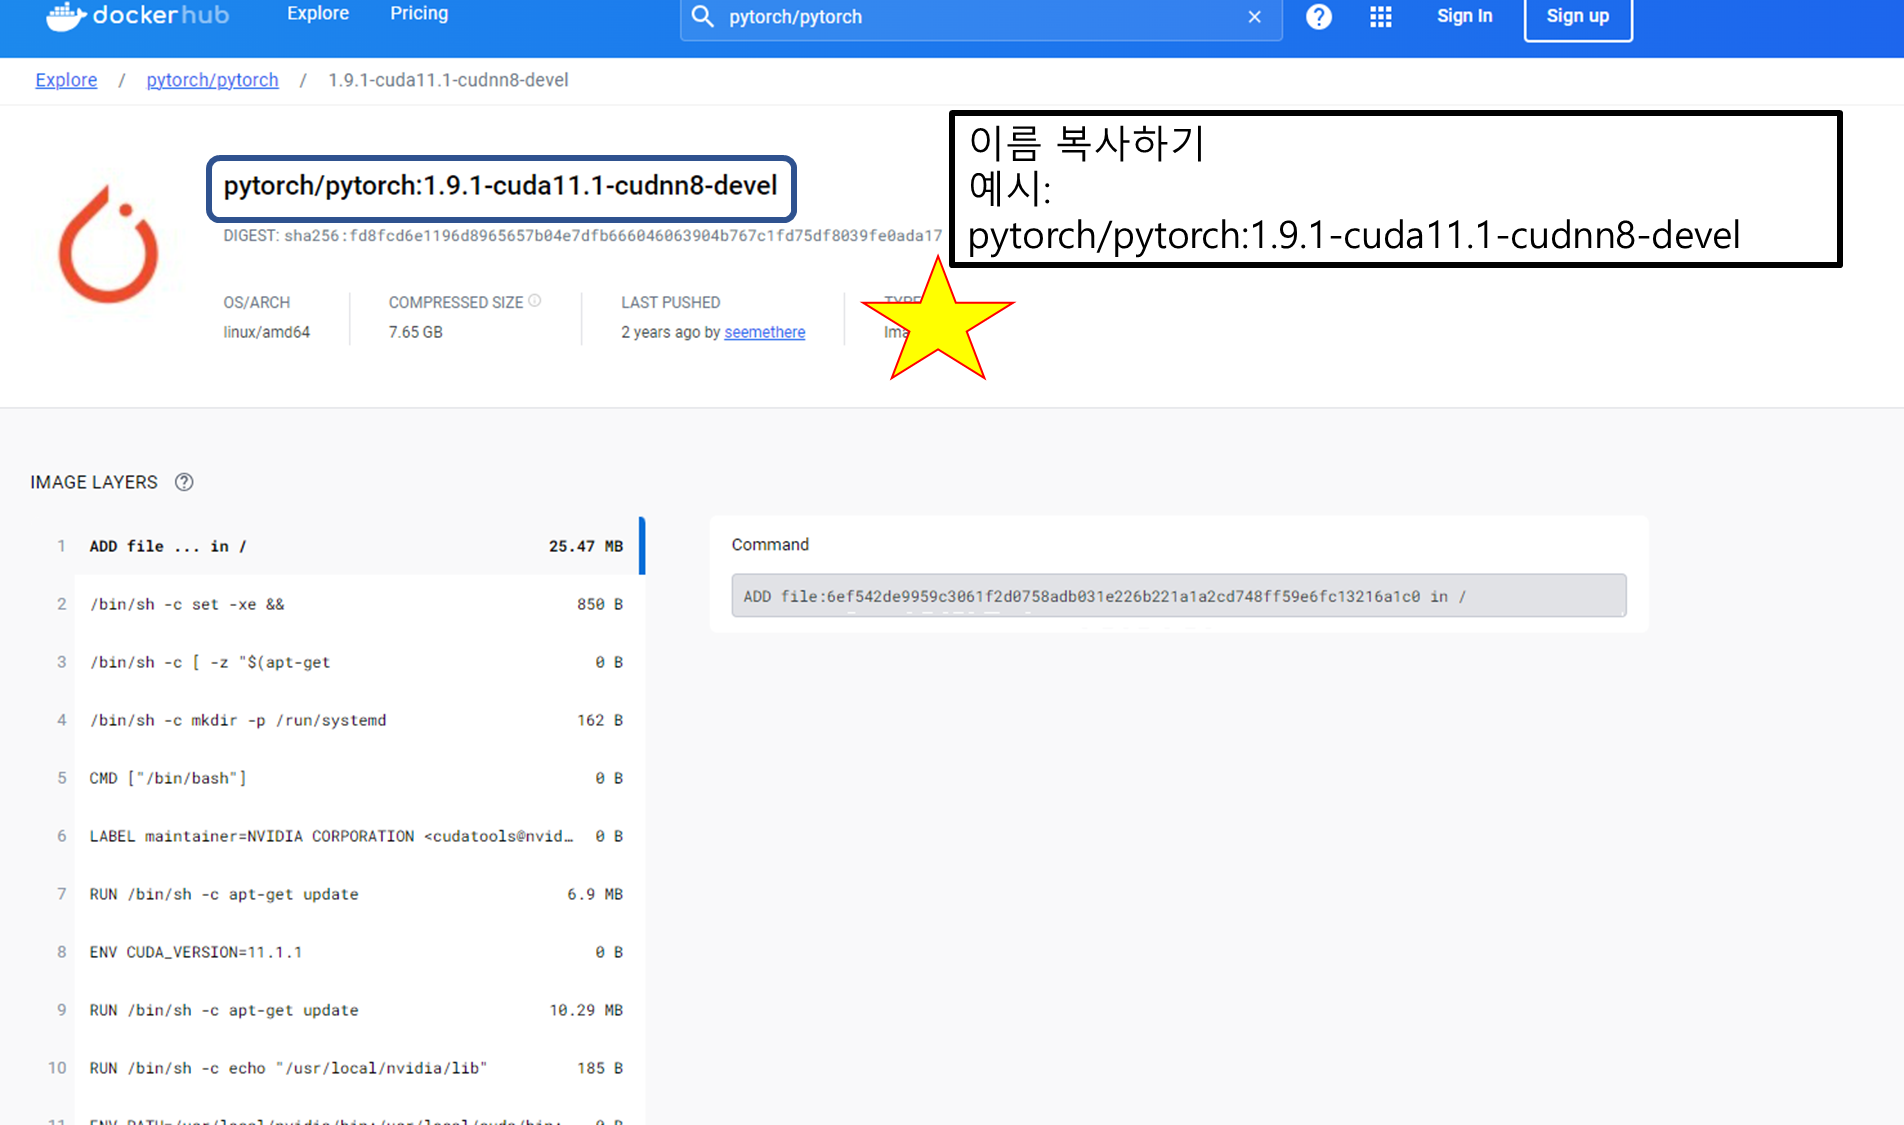 dockerhub Explore Pricing pytorch/pytorch Sign In Sign up
Explore / pytorch/pytorch / 1.9.1-cuda11.1-cudnn8-devel
pytorch/pytorch:1.9.1-cuda11.1-cudnn8-devel
DIGEST: sha256:fd8fcd6e1196d8965657b04e7dfb666046063904b767c1fd75df8039fe0ada17
이름 복사하기
예시:
pytorch/pytorch:1.9.1-cuda11.1-cudnn8-devel
OS/ARCH
linux/amd64
COMPRESSED SIZE
7.65 GB
LAST PUSHED
2 years ago by seemethere
IMAGE LAYERS
1 ADD file ... in / 25.47 MB
2 /bin/sh -c set -xe && 850 B
3 /bin/sh -c [ -z "$(apt-get 0 B
4 /bin/sh -c mkdir -p /run/systemd 162 B
5 CMD ["/bin/bash"] 0 B
6 LABEL maintainer=NVIDIA CORPORATION <cudatools@nvid… 0 B
7 RUN /bin/sh -c apt-get update 6.9 MB
8 ENV CUDA_VERSION=11.1.1 0 B
9 RUN /bin/sh -c apt-get update 10.29 MB
10 RUN /bin/sh -c echo "/usr/local/nvidia/lib" 185 B
Command
ADD file:6ef542de9959c3061f2d0758adb031e226b221a1a2cd748ff59e6fc13216a1c0 in /